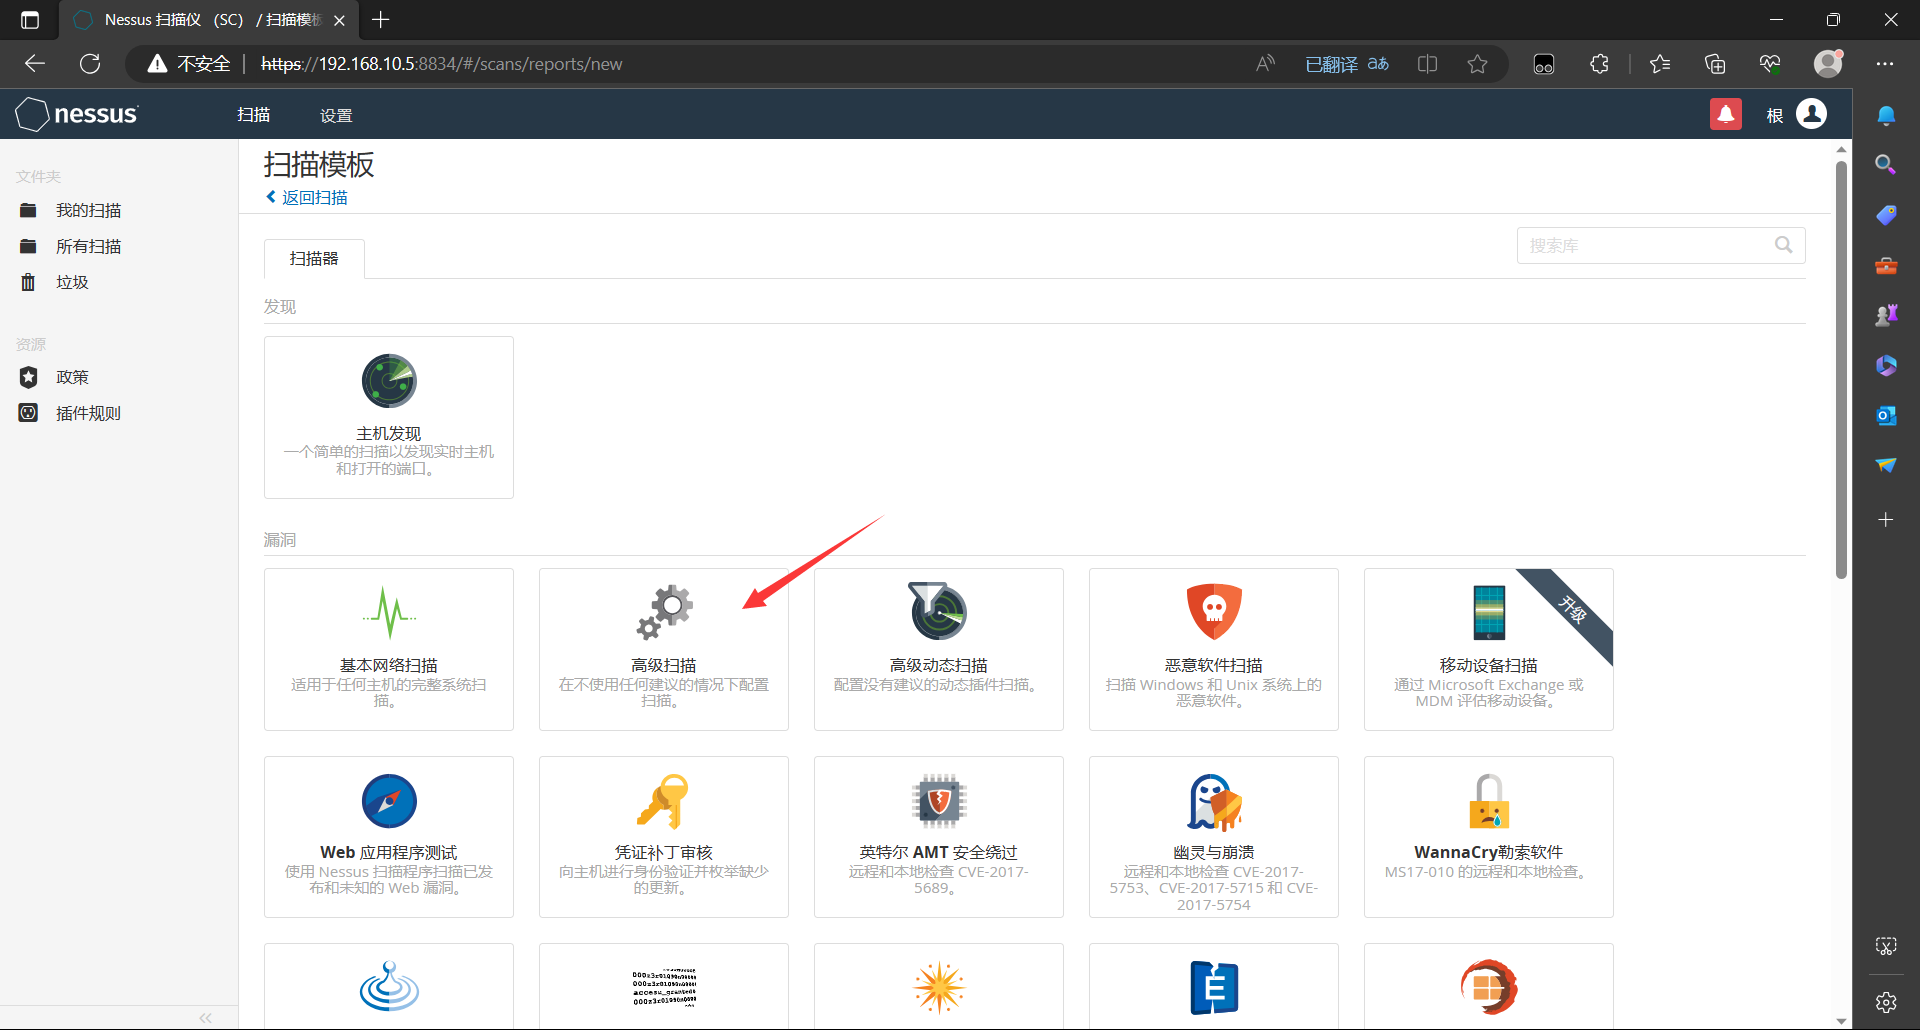 Nessus 扫描仪 （SC） / 扫描模板
不安全
https://192.168.10.5:8834/#/scans/reports/new
已翻译
nessus
扫描
设置
根
文件夹
我的扫描
所有扫描
垃圾
资源
政策
插件规则
扫描模板
返回扫描
扫描器
搜索库
发现
主机发现
一个简单的扫描以发现实时主机
和打开的端口。
漏洞
基本网络扫描
适用于任何主机的完整系统扫
描。
高级扫描
在不使用任何建议的情况下配置
扫描。
高级动态扫描
配置没有建议的动态插件扫描。
恶意软件扫描
扫描 Windows 和 Unix 系统上的
恶意软件。
升级
移动设备扫描
通过 Microsoft Exchange 或
MDM 评估移动设备。
Web 应用程序测试
使用 Nessus 扫描程序扫描已发
布和未知的 Web 漏洞。
凭证补丁审核
向主机进行身份验证并枚举缺少
的更新。
英特尔 AMT 安全绕过
远程和本地检查 CVE-2017-
5689。
幽灵与崩溃
远程和本地检查 CVE-2017-
5753、CVE-2017-5715 和 CVE-
2017-5754
WannaCry勒索软件
MS17-010 的远程和本地检查。